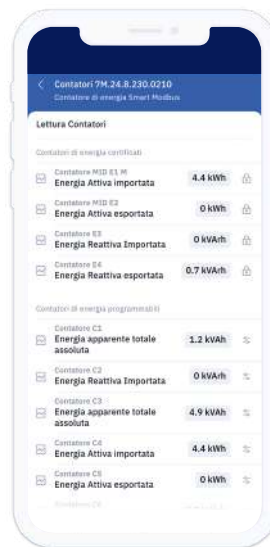 Contatori 7M.24.8.230.0210
Contatore di energia Smart Modbus
Lettura Contatori
Contatori di energia certificati
Contatore MID E1 M
Energia Attiva importata
4.4 kWh
Contatore MID E2
Energia Attiva esportata
0 kWh
Contatore E3
Energia Reattiva Importata
0 kVArh
Contatore E4
Energia Reattiva esportata
0.7 kVArh
Contatori di energia programmabili
Contatore C1
Energia apparente totale
assoluta
1.2 kVAh
Contatore C2
Energia Reattiva Importata
0 kVArh
Contatore C3
Energia apparente totale
assoluta
4.9 kVAh
Contatore C4
Energia Attiva importata
4.4 kWh
Contatore C5
Energia Attiva esportata
0 kWh